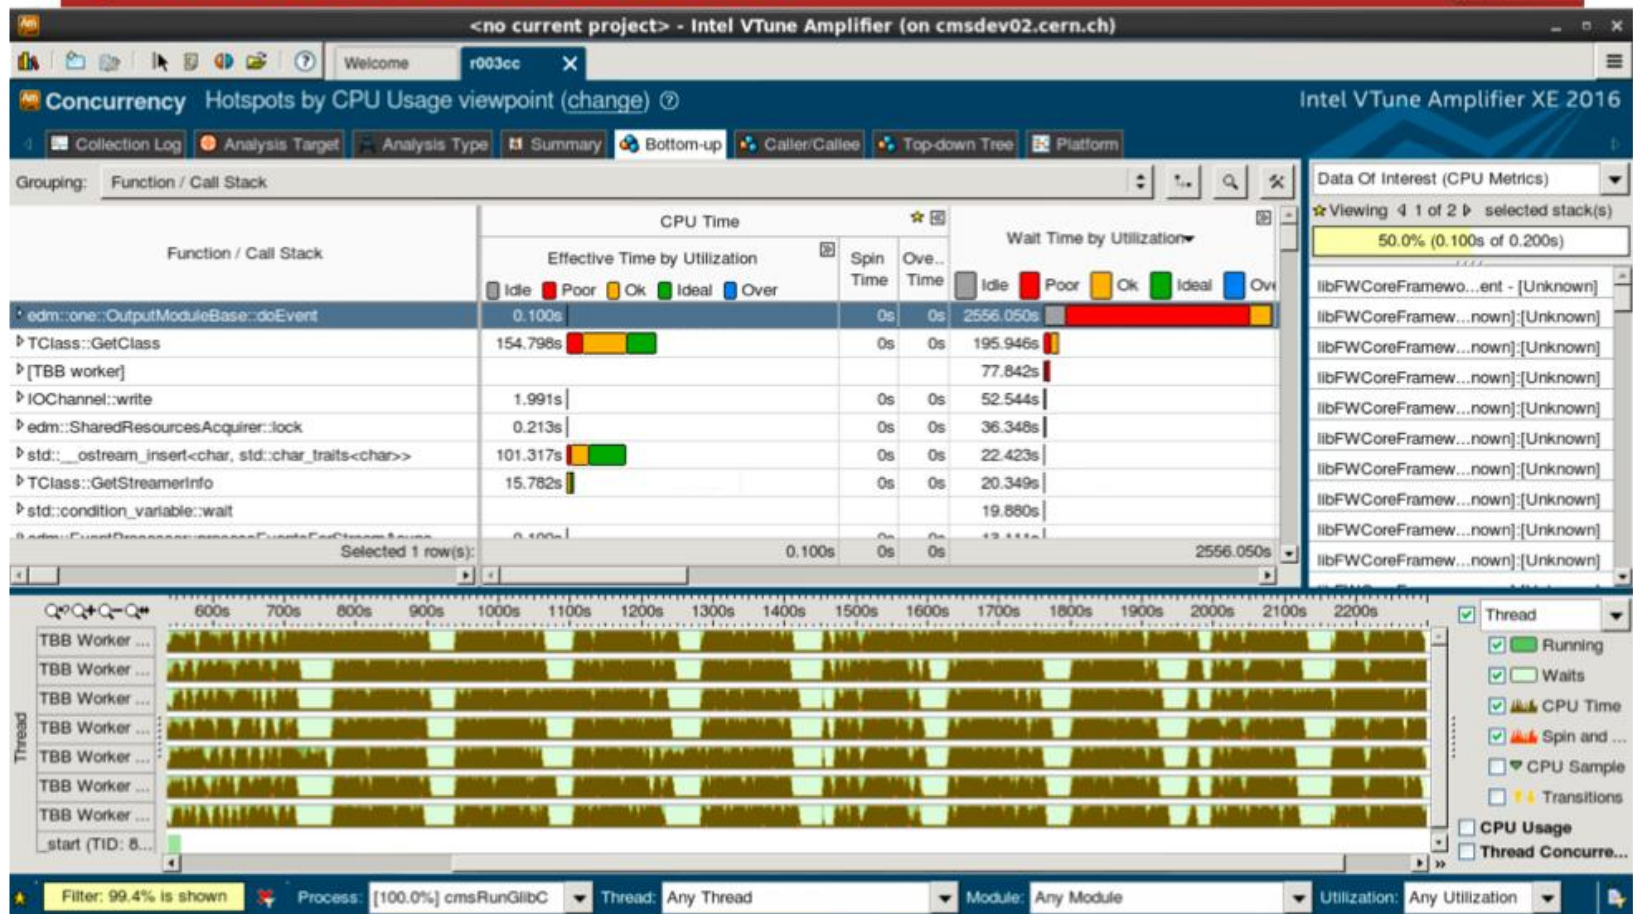 <no current project> - Intel VTune Amplifier (on cmsdev02.cern.ch)
Welcome
r003cc
Concurrency Hotspots by CPU Usage viewpoint (change)
Intel VTune Amplifier XE 2016
Collection Log Analysis Target Analysis Type Summary Bottom-up Caller/Callee Top-down Tree Platform
Grouping: Function / Call Stack
Function / Call Stack
CPU Time
Effective Time by Utilization
Idle Poor Ok Ideal Over
Spin Time
Ove.. Time
Wait Time by Utilization
Idle Poor Ok Ideal Ove
edm::one::OutputModuleBase::doEvent 0.100s 0s 0s 2556.050s
TClass::GetClass 154.798s 0s 0s 195.946s
[TBB worker] 77.842s
IOChannel::write 1.991s 0s 0s 52.544s
edm::SharedResourcesAcquirer::lock 0.213s 0s 0s 36.348s
std::__ostream_insert<char, std::char_traits<char>> 101.317s 0s 0s 22.423s
TClass::GetStreamerInfo 15.782s 0s 0s 20.349s
std::condition_variable::wait 19.880s
Selected 1 row(s): 0.100s 0s 0s 2556.050s
Data Of Interest (CPU Metrics)
Viewing 1 of 2 selected stack(s)
50.0% (0.100s of 0.200s)
libFWCoreFramewo...ent - [Unknown]
libFWCoreFramew...nown]:[Unknown]
libFWCoreFramew...nown]:[Unknown]
libFWCoreFramew...nown]:[Unknown]
libFWCoreFramew...nown]:[Unknown]
libFWCoreFramew...nown]:[Unknown]
libFWCoreFramew...nown]:[Unknown]
libFWCoreFramew...nown]:[Unknown]
libFWCoreFramew...nown]:[Unknown]
libFWCoreFramew...nown]:[Unknown]
600s 700s 800s 900s 1000s 1100s 1200s 1300s 1400s 1500s 1600s 1700s 1800s 1900s 2000s 2100s 2200s
Thread
TBB Worker ...
TBB Worker ...
TBB Worker ...
TBB Worker ...
TBB Worker ...
TBB Worker ...
TBB Worker ...
_start (TID: 8...
Thread
Running
Waits
CPU Time
Spin and ...
CPU Sample
Transitions
CPU Usage
Thread Concurre...
Filter: 99.4% is shown Process: [100.0%] cmsRunGlibC Thread: Any Thread Module: Any Module Utilization: Any Utilization